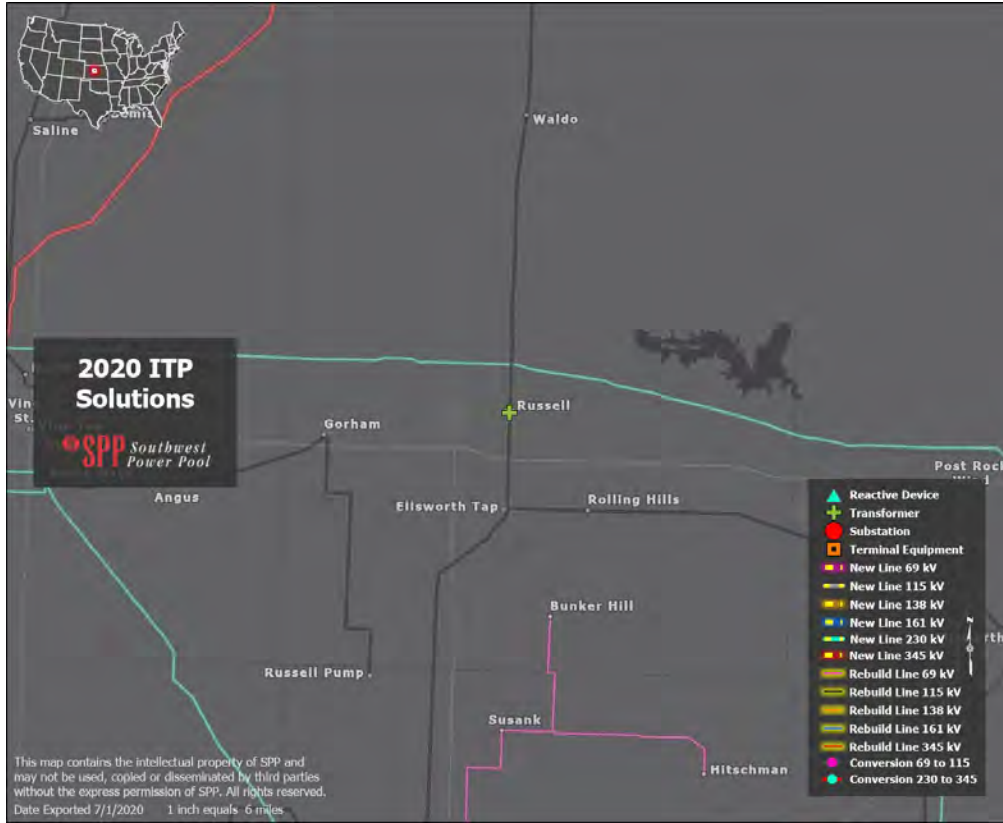 Saline
Waldo
2020 ITP
Solutions
SPP Southwest
Power Pool
Russell
Gorham
Angus
Ellsworth Tap
Rolling Hills
Post Rock
Bunker Hill
Russell Pump
Susank
Hitschman
Reactive Device
Transformer
Substation
Terminal Equipment
New Line 69 kV
New Line 115 kV
New Line 138 kV
New Line 161 kV
New Line 230 kV
New Line 345 kV
Rebuild Line 69 kV
Rebuild Line 115 kV
Rebuild Line 138 kV
Rebuild Line 161 kV
Rebuild Line 345 kV
Conversion 69 to 115
Conversion 230 to 345
N
This map contains the intellectual property of SPP and
may not be used, copied or disseminated by third parties
without the express permission of SPP. All rights reserved.
Date Exported 7/1/2020 1 inch equals 6 miles